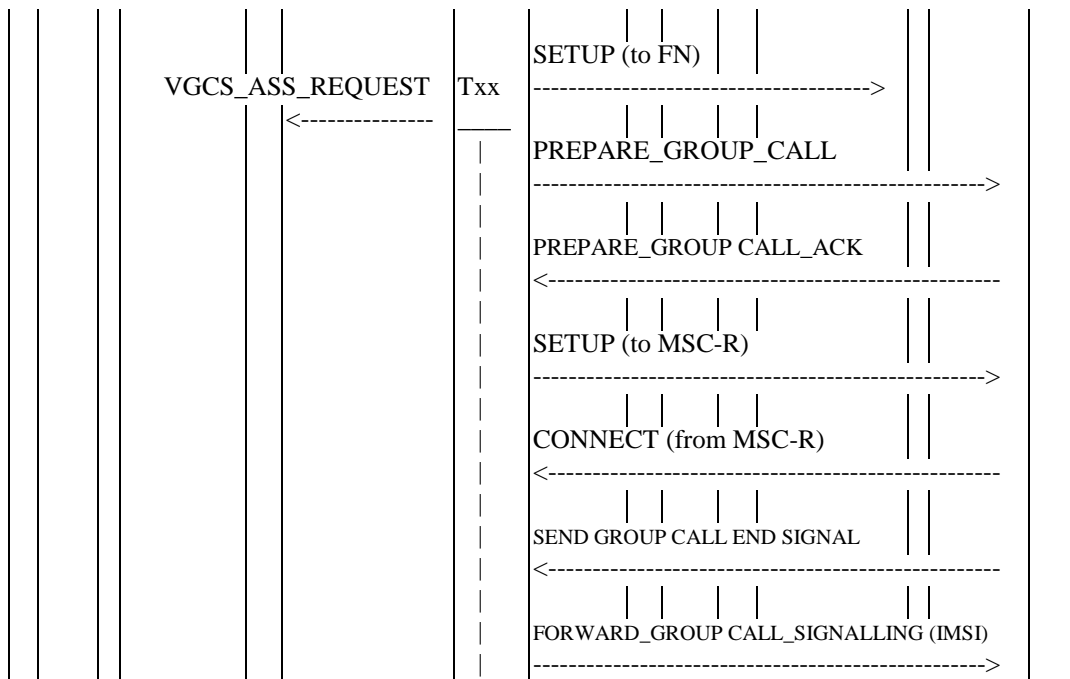 SETUP (to FN)
VGCS_ASS_REQUEST Txx
PREPARE_GROUP_CALL
PREPARE_GROUP CALL_ACK
SETUP (to MSC-R)
CONNECT (from MSC-R)
SEND GROUP CALL END SIGNAL
FORWARD_GROUP CALL_SIGNALLING (IMSI)